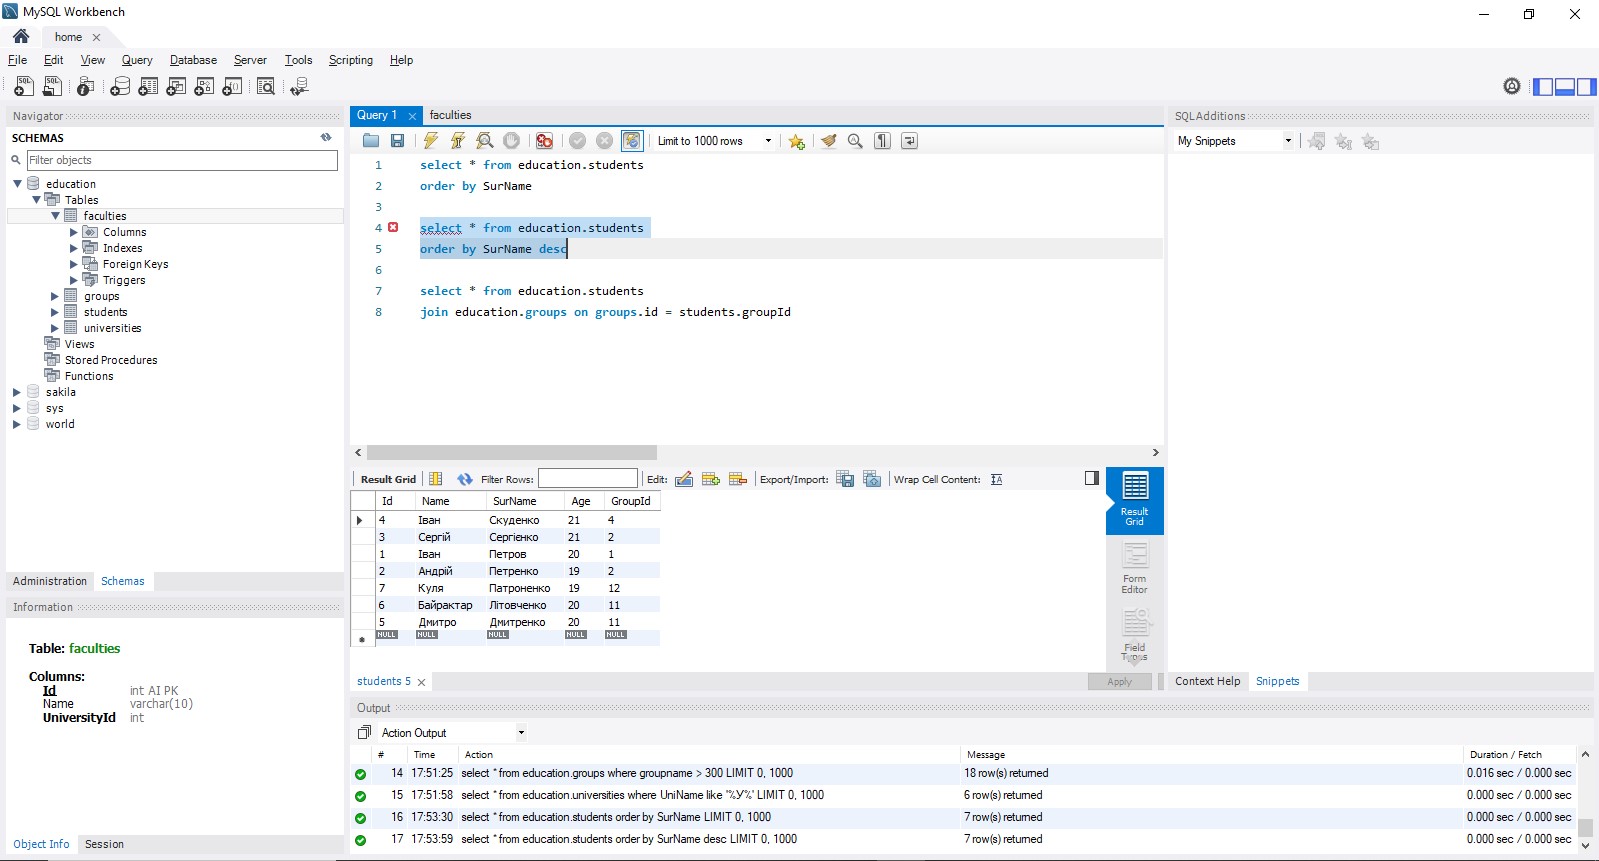 MySQL Workbench
home
File Edit View Query Database Server Tools Scripting Help
Navigator
SCHEMAS
Filter objects
education
Tables
faculties
Columns
Indexes
Foreign Keys
Triggers
groups
students
universities
Views
Stored Procedures
Functions
sakila
sys
world
Administration Schemas
Information
Table: faculties
Columns:
Id int AI PK
Name varchar(10)
UniversityId int
Object Info Session
Query 1 faculties
Limit to 1000 rows
1 select * from education.students
2 order by SurName
3
4 select * from education.students
5 order by SurName desc
6
7 select * from education.students
8 join education.groups on groups.id = students.groupId
Result Grid Filter Rows: Edit: Export/Import: Wrap Cell Content:
Id Name SurName Age GroupId
4 Іван Скуденко 21 4
3 Сергій Сергієнко 21 2
1 Іван Петров 20 1
2 Андрій Петренко 19 2
7 Куля Патроненко 19 12
6 Байрактар Літовченко 20 11
5 Дмитро Дмитренко 20 11
NULL NULL NULL NULL NULL
Result
Grid
Form
Editor
Field
Types
students 5 Apply
Output
Action Output
# Time Action Message Duration / Fetch
14 17:51:25 select * from education.groups where groupname > 300 LIMIT 0, 1000 18 row(s) returned 0.016 sec / 0.000 sec
15 17:51:58 select * from education.universities where UniName like '%У%' LIMIT 0, 1000 6 row(s) returned 0.000 sec / 0.000 sec
16 17:53:30 select * from education.students order by SurName LIMIT 0, 1000 7 row(s) returned 0.000 sec / 0.000 sec
17 17:53:59 select * from education.students order by SurName desc LIMIT 0, 1000 7 row(s) returned 0.000 sec / 0.000 sec
SQLAdditions
My Snippets
Context Help Snippets